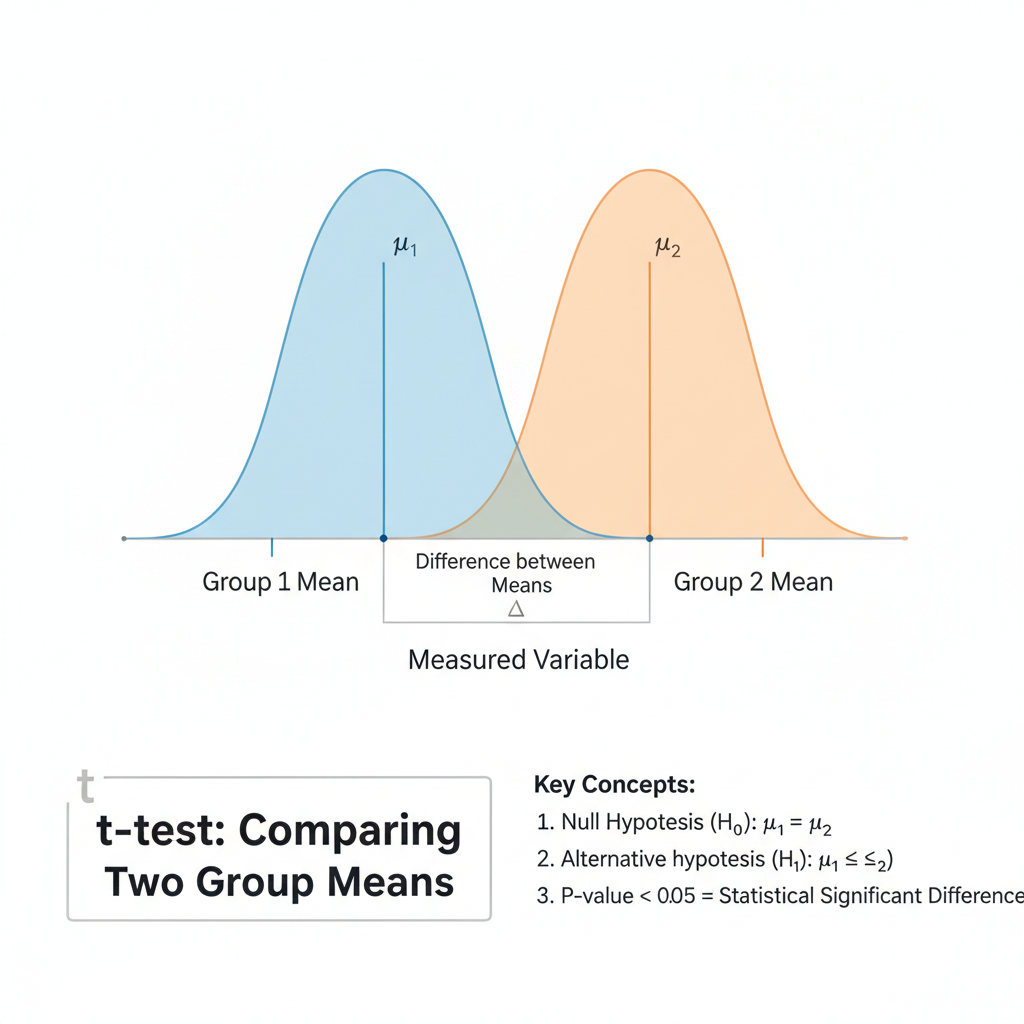 μ₁
μ₂
Group 1 Mean
Difference between
Means
Δ
Group 2 Mean
Measured Variable
t
t-test: Comparing
Two Group Means
Key Concepts:
1. Null Hypotesis (H₀): μ₁ = μ₂
2. Alternative hypotesis (H₁): μ₁ ≤ ≤₂)
3. P-value < 0.05 = Statistical Significant Difference